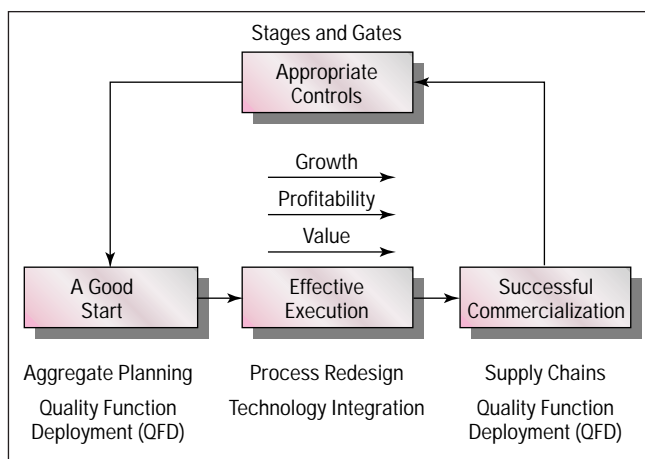 Stages and Gates
Appropriate
Controls
Growth
Profitability
Value
A Good
Start
Effective
Execution
Successful
Commercialization
Aggregate Planning
Quality Function
Deployment (QFD)
Process Redesign
Technology Integration
Supply Chains
Quality Function
Deployment (QFD)